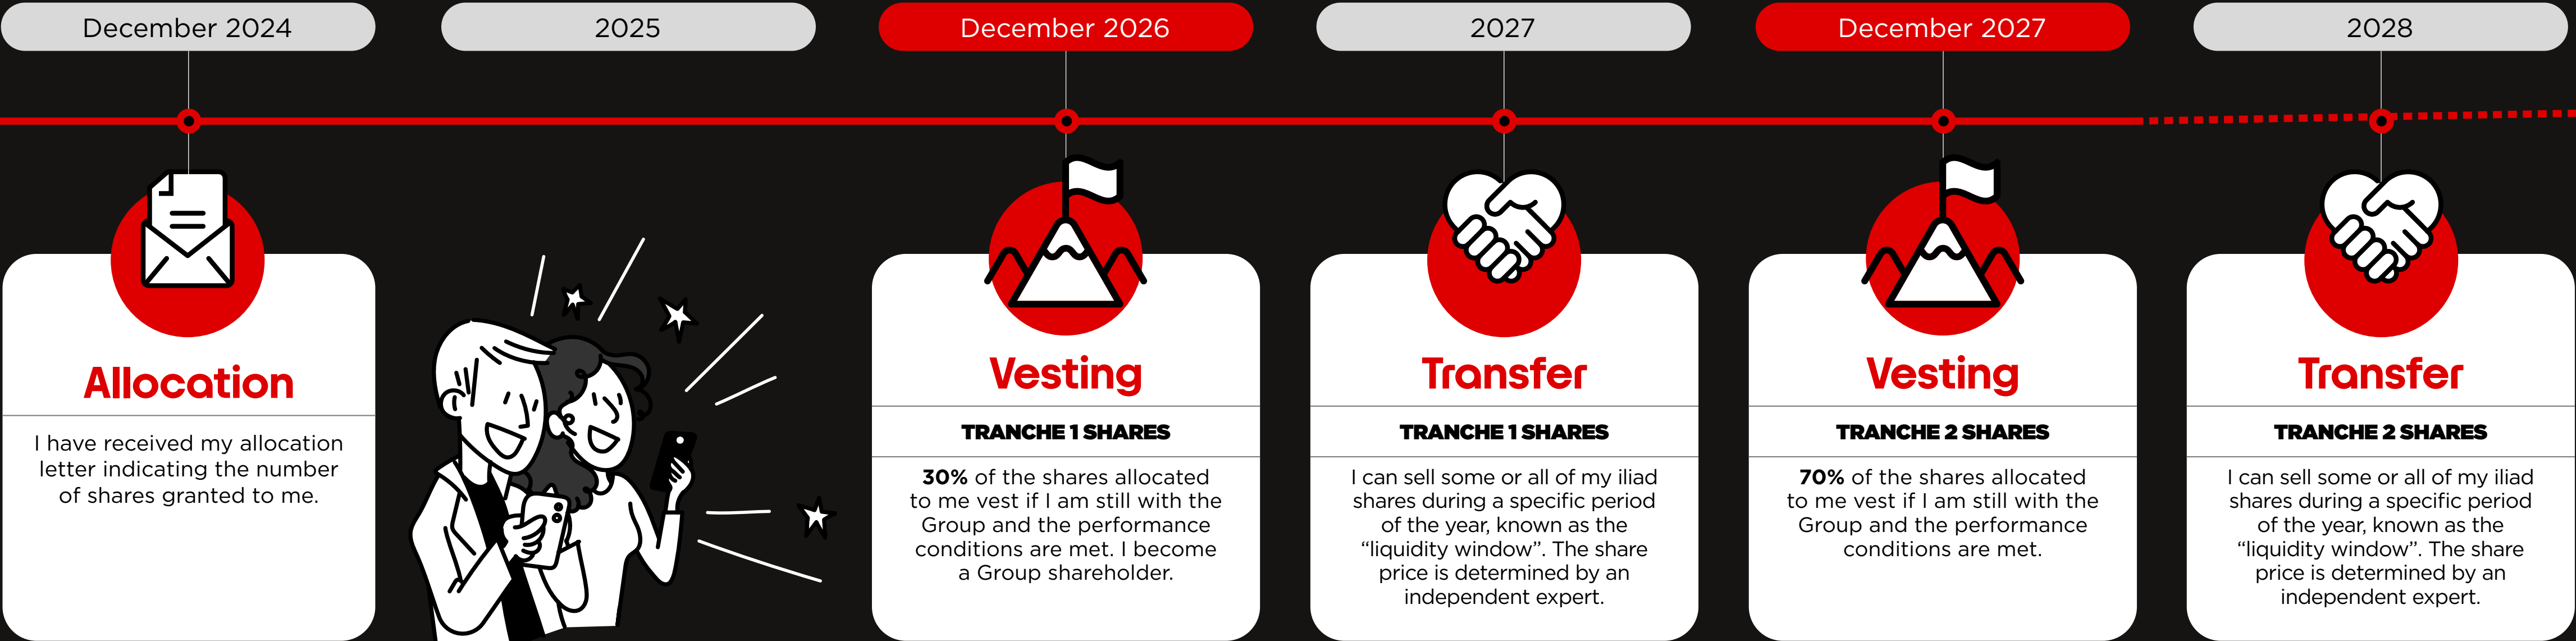 December 2024
2025
December 2026
2027
December 2027
2028
Allocation
I have received my allocation
letter indicating the number
of shares granted to me.
Vesting
TRANCHE 1 SHARES
30% of the shares allocated
to me vest if I am still with the
Group and the performance
conditions are met. I become
a Group shareholder.
Transfer
TRANCHE 1 SHARES
I can sell some or all of my iliad
shares during a specific period
of the year, known as the
“liquidity window”. The share
price is determined by an
independent expert.
Vesting
TRANCHE 2 SHARES
70% of the shares allocated
to me vest if I am still with the
Group and the performance
conditions are met.
Transfer
TRANCHE 2 SHARES
I can sell some or all of my iliad
shares during a specific period
of the year, known as the
“liquidity window”. The share
price is determined by an
independent expert.